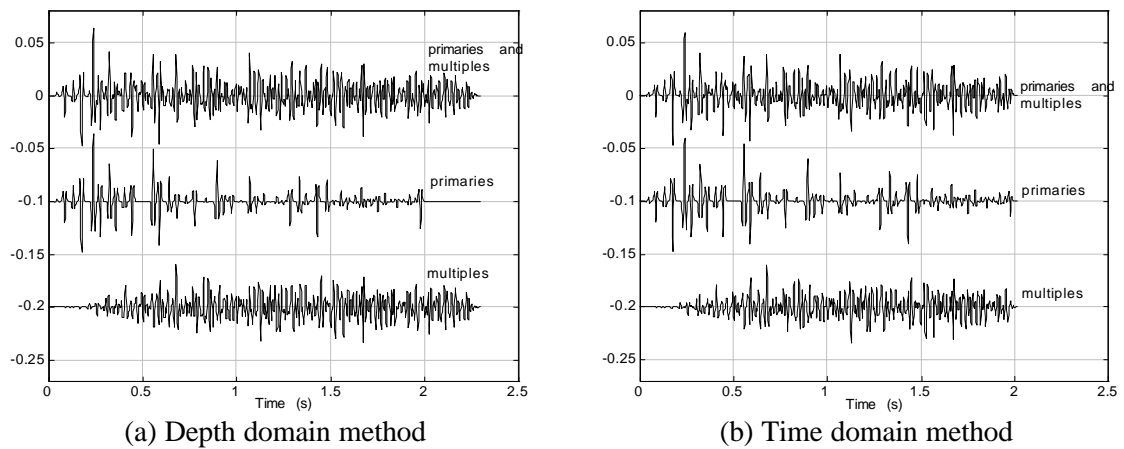 0.05
0
-0.05
-0.1
-0.15
-0.2
-0.25
0
0.5
1
1.5
2
2.5
Time (s)
primaries and
multiples
primaries
multiples
(a) Depth domain method
0.05
0
-0.05
-0.1
-0.15
-0.2
-0.25
0
0.5
1
1.5
2
2.5
Time (s)
primaries and
multiples
primaries
multiples
(b) Time domain method